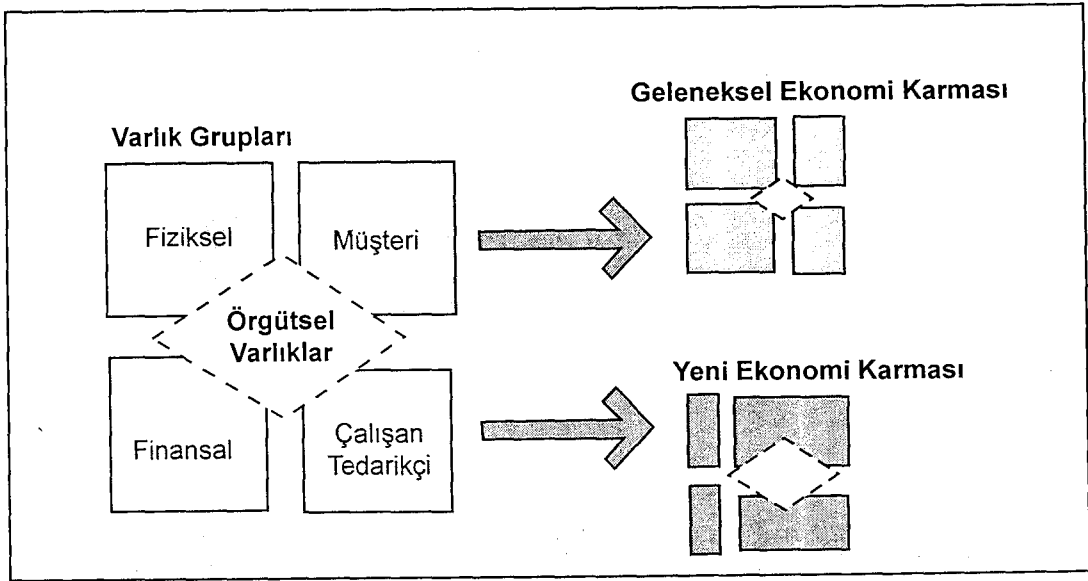 Varlık Grupları
Fiziksel
Müşteri
Örgütsel
Varlıklar
Finansal
Çalışan
Tedarikçi
Geleneksel Ekonomi Karması
Yeni Ekonomi Karması